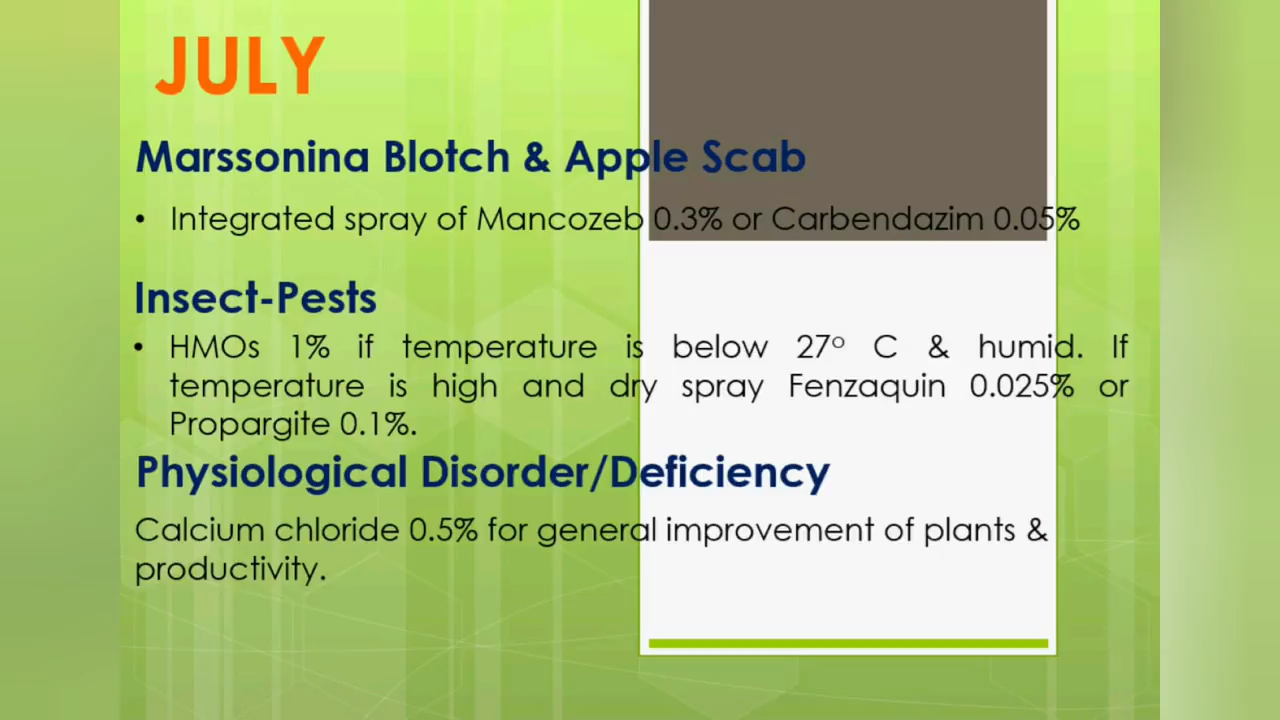 JULY
Marssonina Blotch & Apple Scab
• Integrated spray of Mancozeb 0.3% or Carbendazim 0.05%
Insect-Pests
• HMOs 1% if temperature is below 27° C & humid. If
temperature is high and dry spray Fenzaquin 0.025% or
Propargite 0.1%.
Physiological Disorder/Deficiency
Calcium chloride 0.5% for general improvement of plants &
productivity.